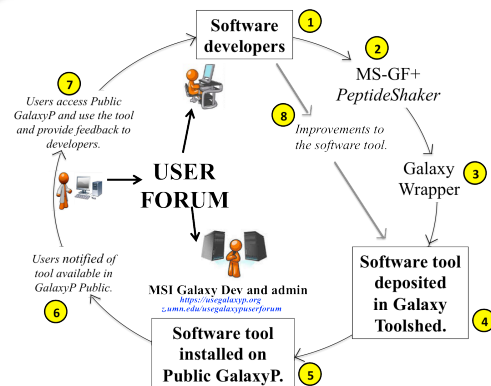 1
Software
developers
2
MS-GF+
PeptideShaker
7
Users access Public
GalaxyP and use the tool
and provide feedback to
developers.
8
Improvements to
the software tool.
USER
FORUM
Galaxy
Wrapper
3
Users notified of
tool available in
GalaxyP Public.
6
MSI Galaxy Dev and admin
https://usegalaxyp.org
z.umn.edu/usegalaxypuserforum
Software tool
deposited
in Galaxy
Toolshed.
4
Software tool
installed on
Public GalaxyP.
5